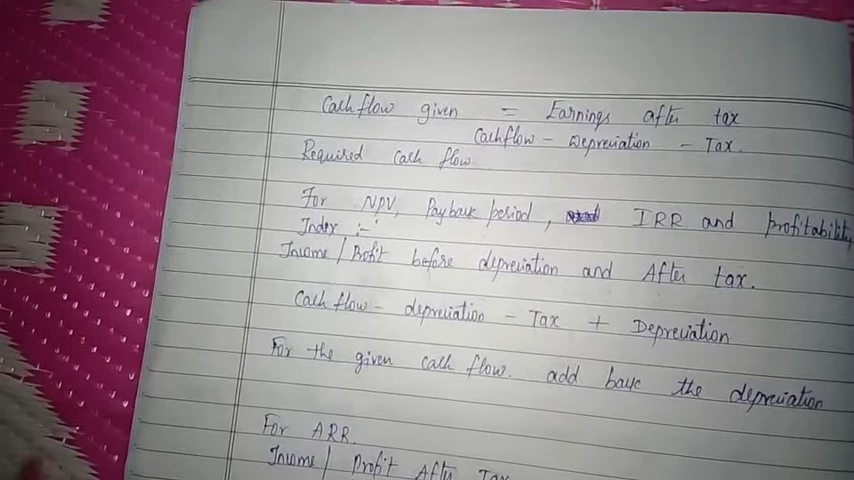 Cash flow given = Earnings after tax
Cashflow - Depreciation - Tax.
Required cash flow
For NPV, Payback period, IRR and profitability
Index :-
Income / Profit before depreciation and After tax.
Cash flow - depreciation - Tax + Depreciation
For the given cash flow. add back the depreciation
For ARR.
Income / Profit After Tax